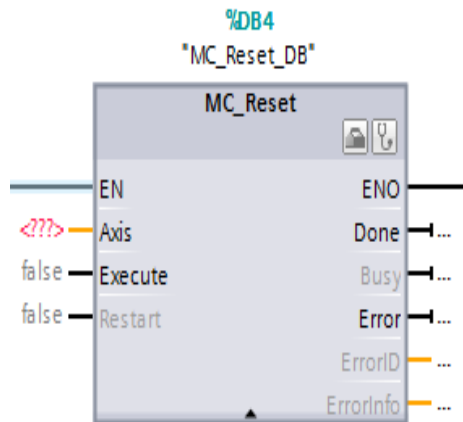 %DB4
"MC_Reset_DB"
MC_Reset
EN ENO
<???> Axis Done ...
false Execute Busy ...
false Restart Error ...
ErrorID ...
ErrorInfo ...